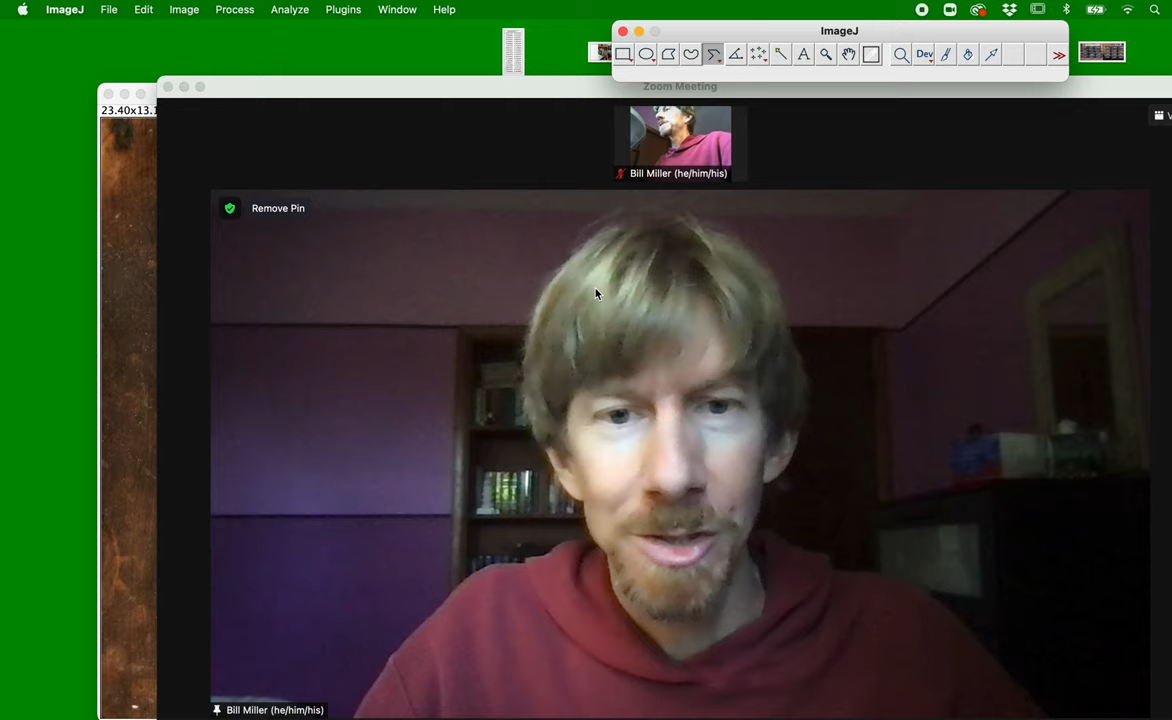 ImageJ File Edit Image Process Analyze Plugins Window Help
ImageJ
Dev
Zoom Meeting
23.40x13.1
Bill Miller (he/him/his)
Remove Pin
Bill Miller (he/him/his)